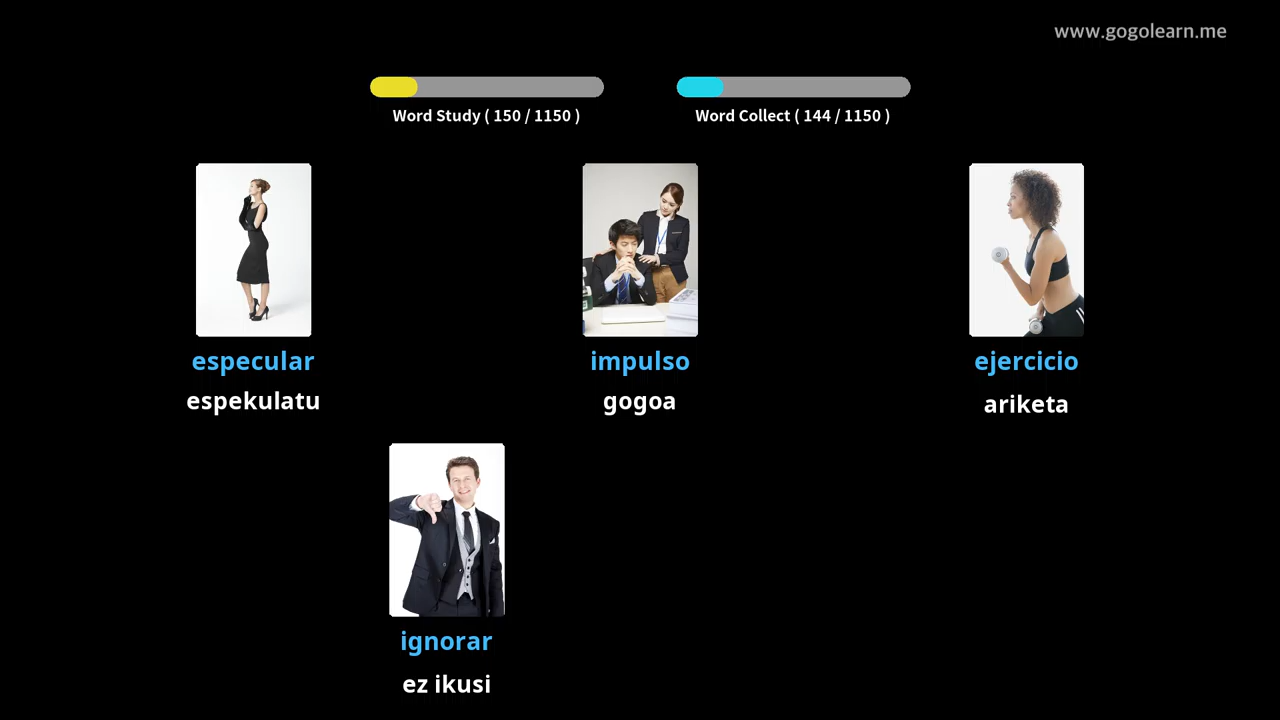 www.gogolearn.me
Word Study ( 150 / 1150 )
Word Collect ( 144 / 1150 )
especular
espekulatu
impulso
gogoa
ejercicio
ariketa
ignorar
ez ikusi